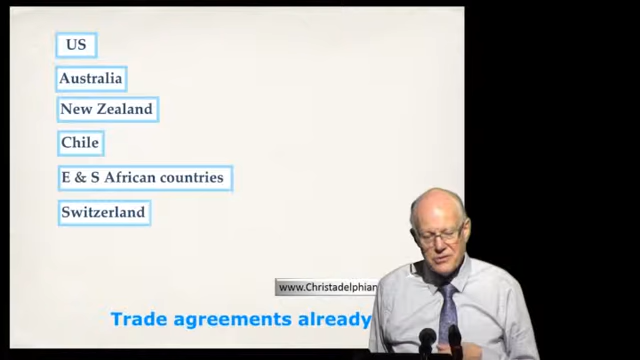 US
Australia
New Zealand
Chile
E & S African countries
Switzerland
www.Christadelphian
Trade agreements already